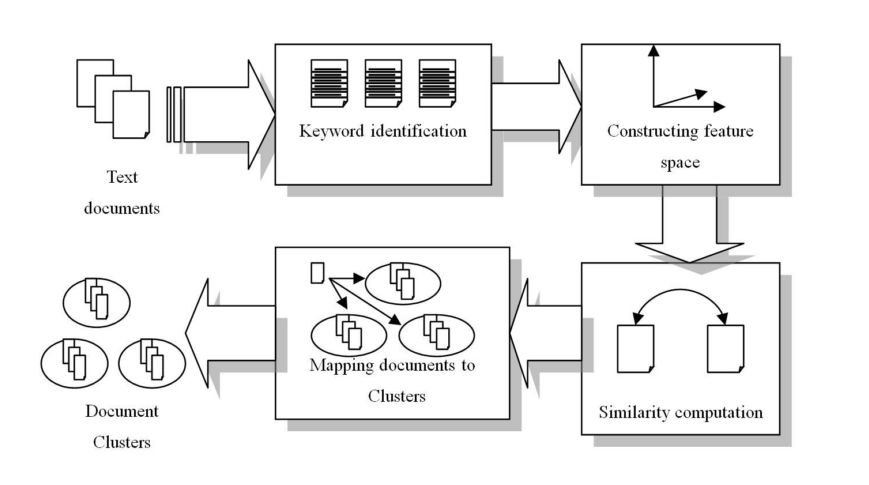 Text
documents
Keyword identification
Constructing feature
space
Similarity computation
Mapping documents to
Clusters
Document
Clusters